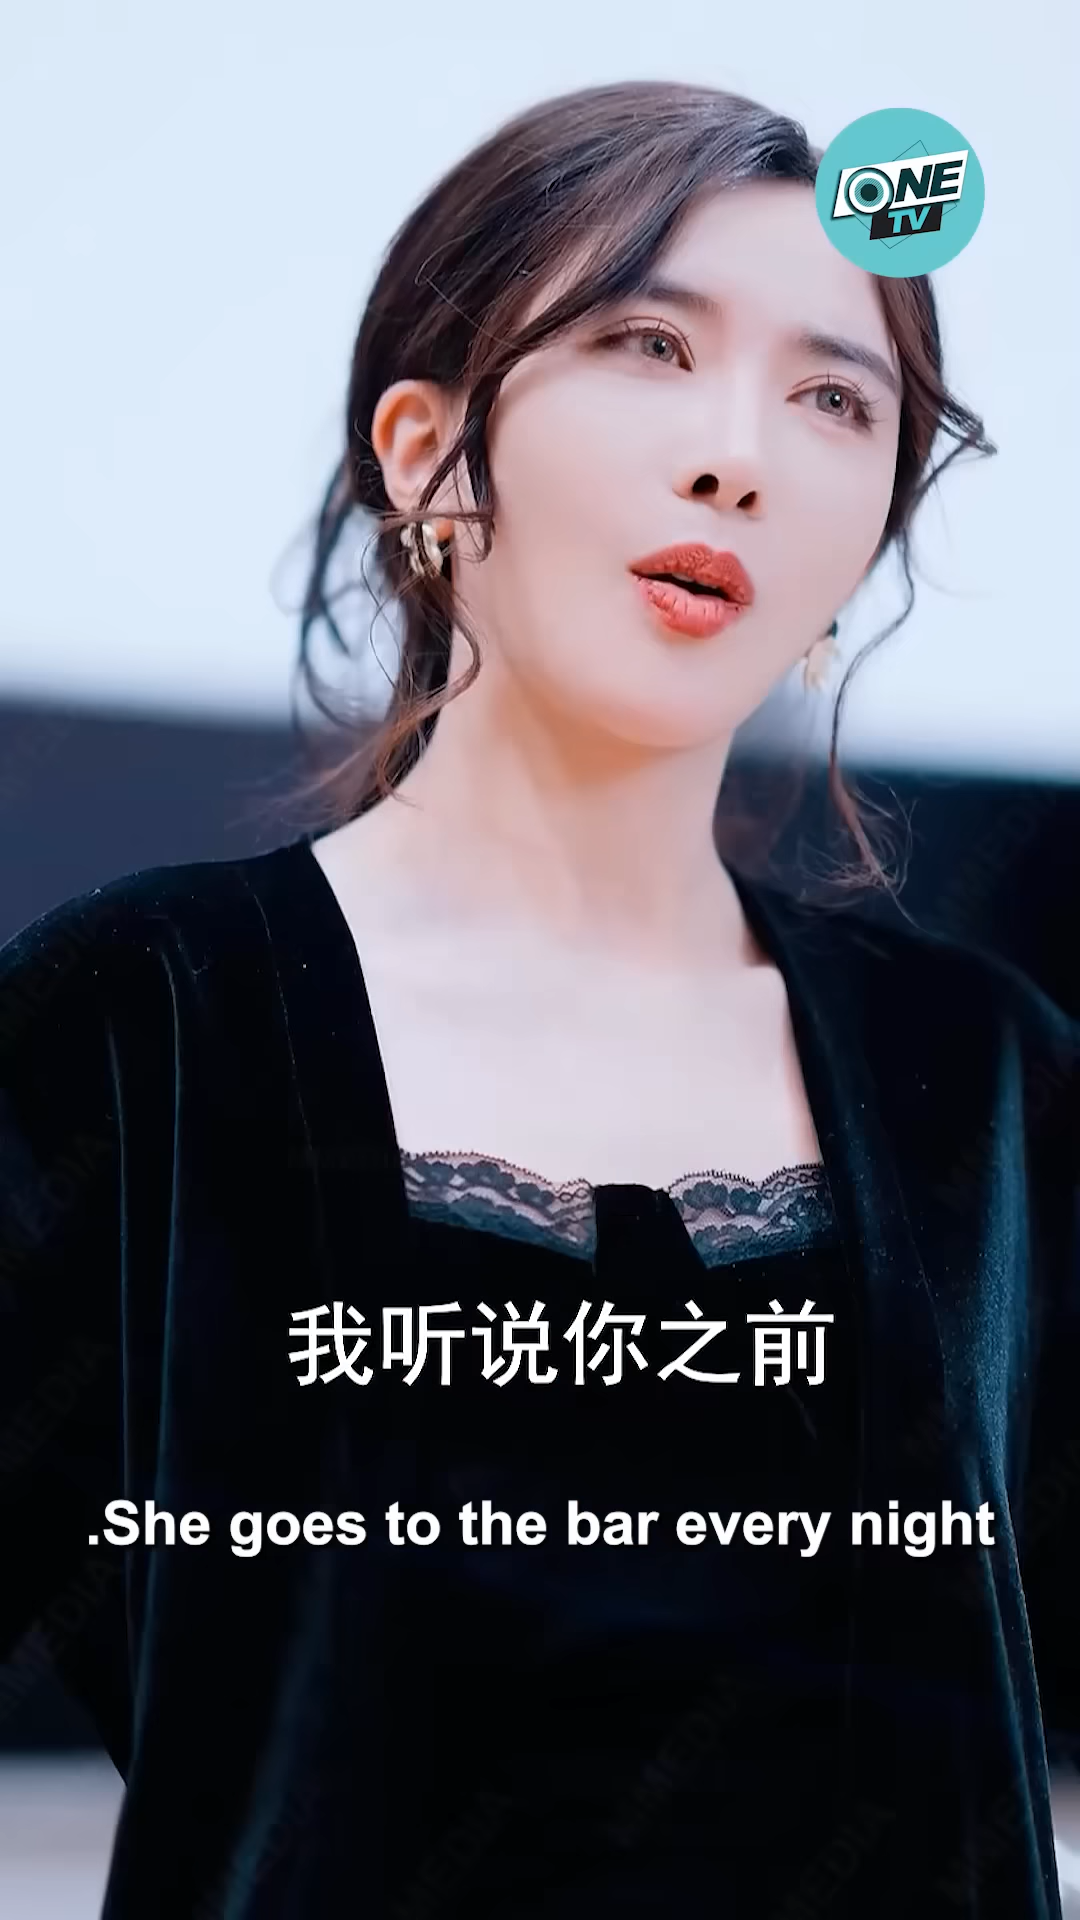 ONE
TV
我听说你之前
.She goes to the bar every night